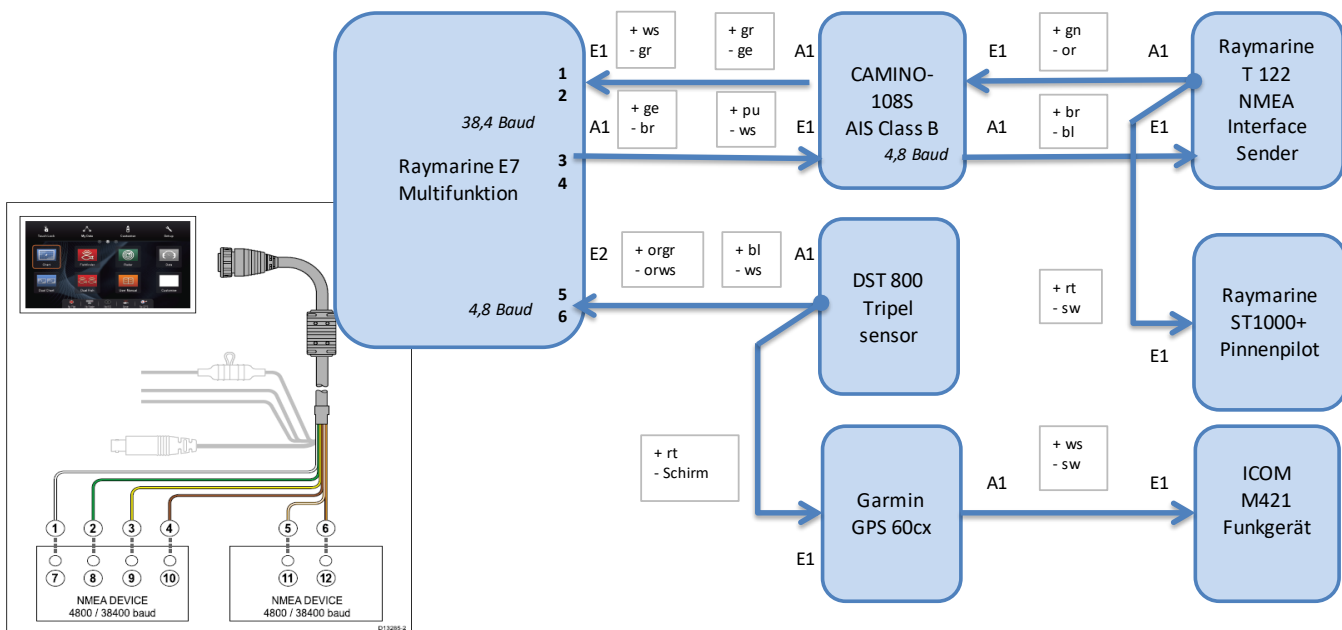 E1
+ ws
- gr
+ gr
- ge
A1
1
2
38,4 Baud
A1
+ ge
- br
+ pu
- ws
E1
3
4
Raymarine E7
Multifunktion
E2
+ orgr
- orws
+ bl
- ws
A1
5
6
4,8 Baud
CAMINO-
108S
AIS Class B
4,8 Baud
E1
+ gn
- or
A1
A1
+ br
- bl
E1
Raymarine
T 122
NMEA
Interface
Sender
DST 800
Tripel
sensor
+ rt
- sw
E1
Raymarine
ST1000+
Pinnenpilot
+ rt
- Schirm
E1
Garmin
GPS 60cx
A1
+ ws
- sw
E1
ICOM
M421
Funkgerät
1
2
3
4
5
6
7
8
9
10
11
12
NMEA DEVICE
4800 / 38400 baud
NMEA DEVICE
4800 / 38400 baud
D13265-2